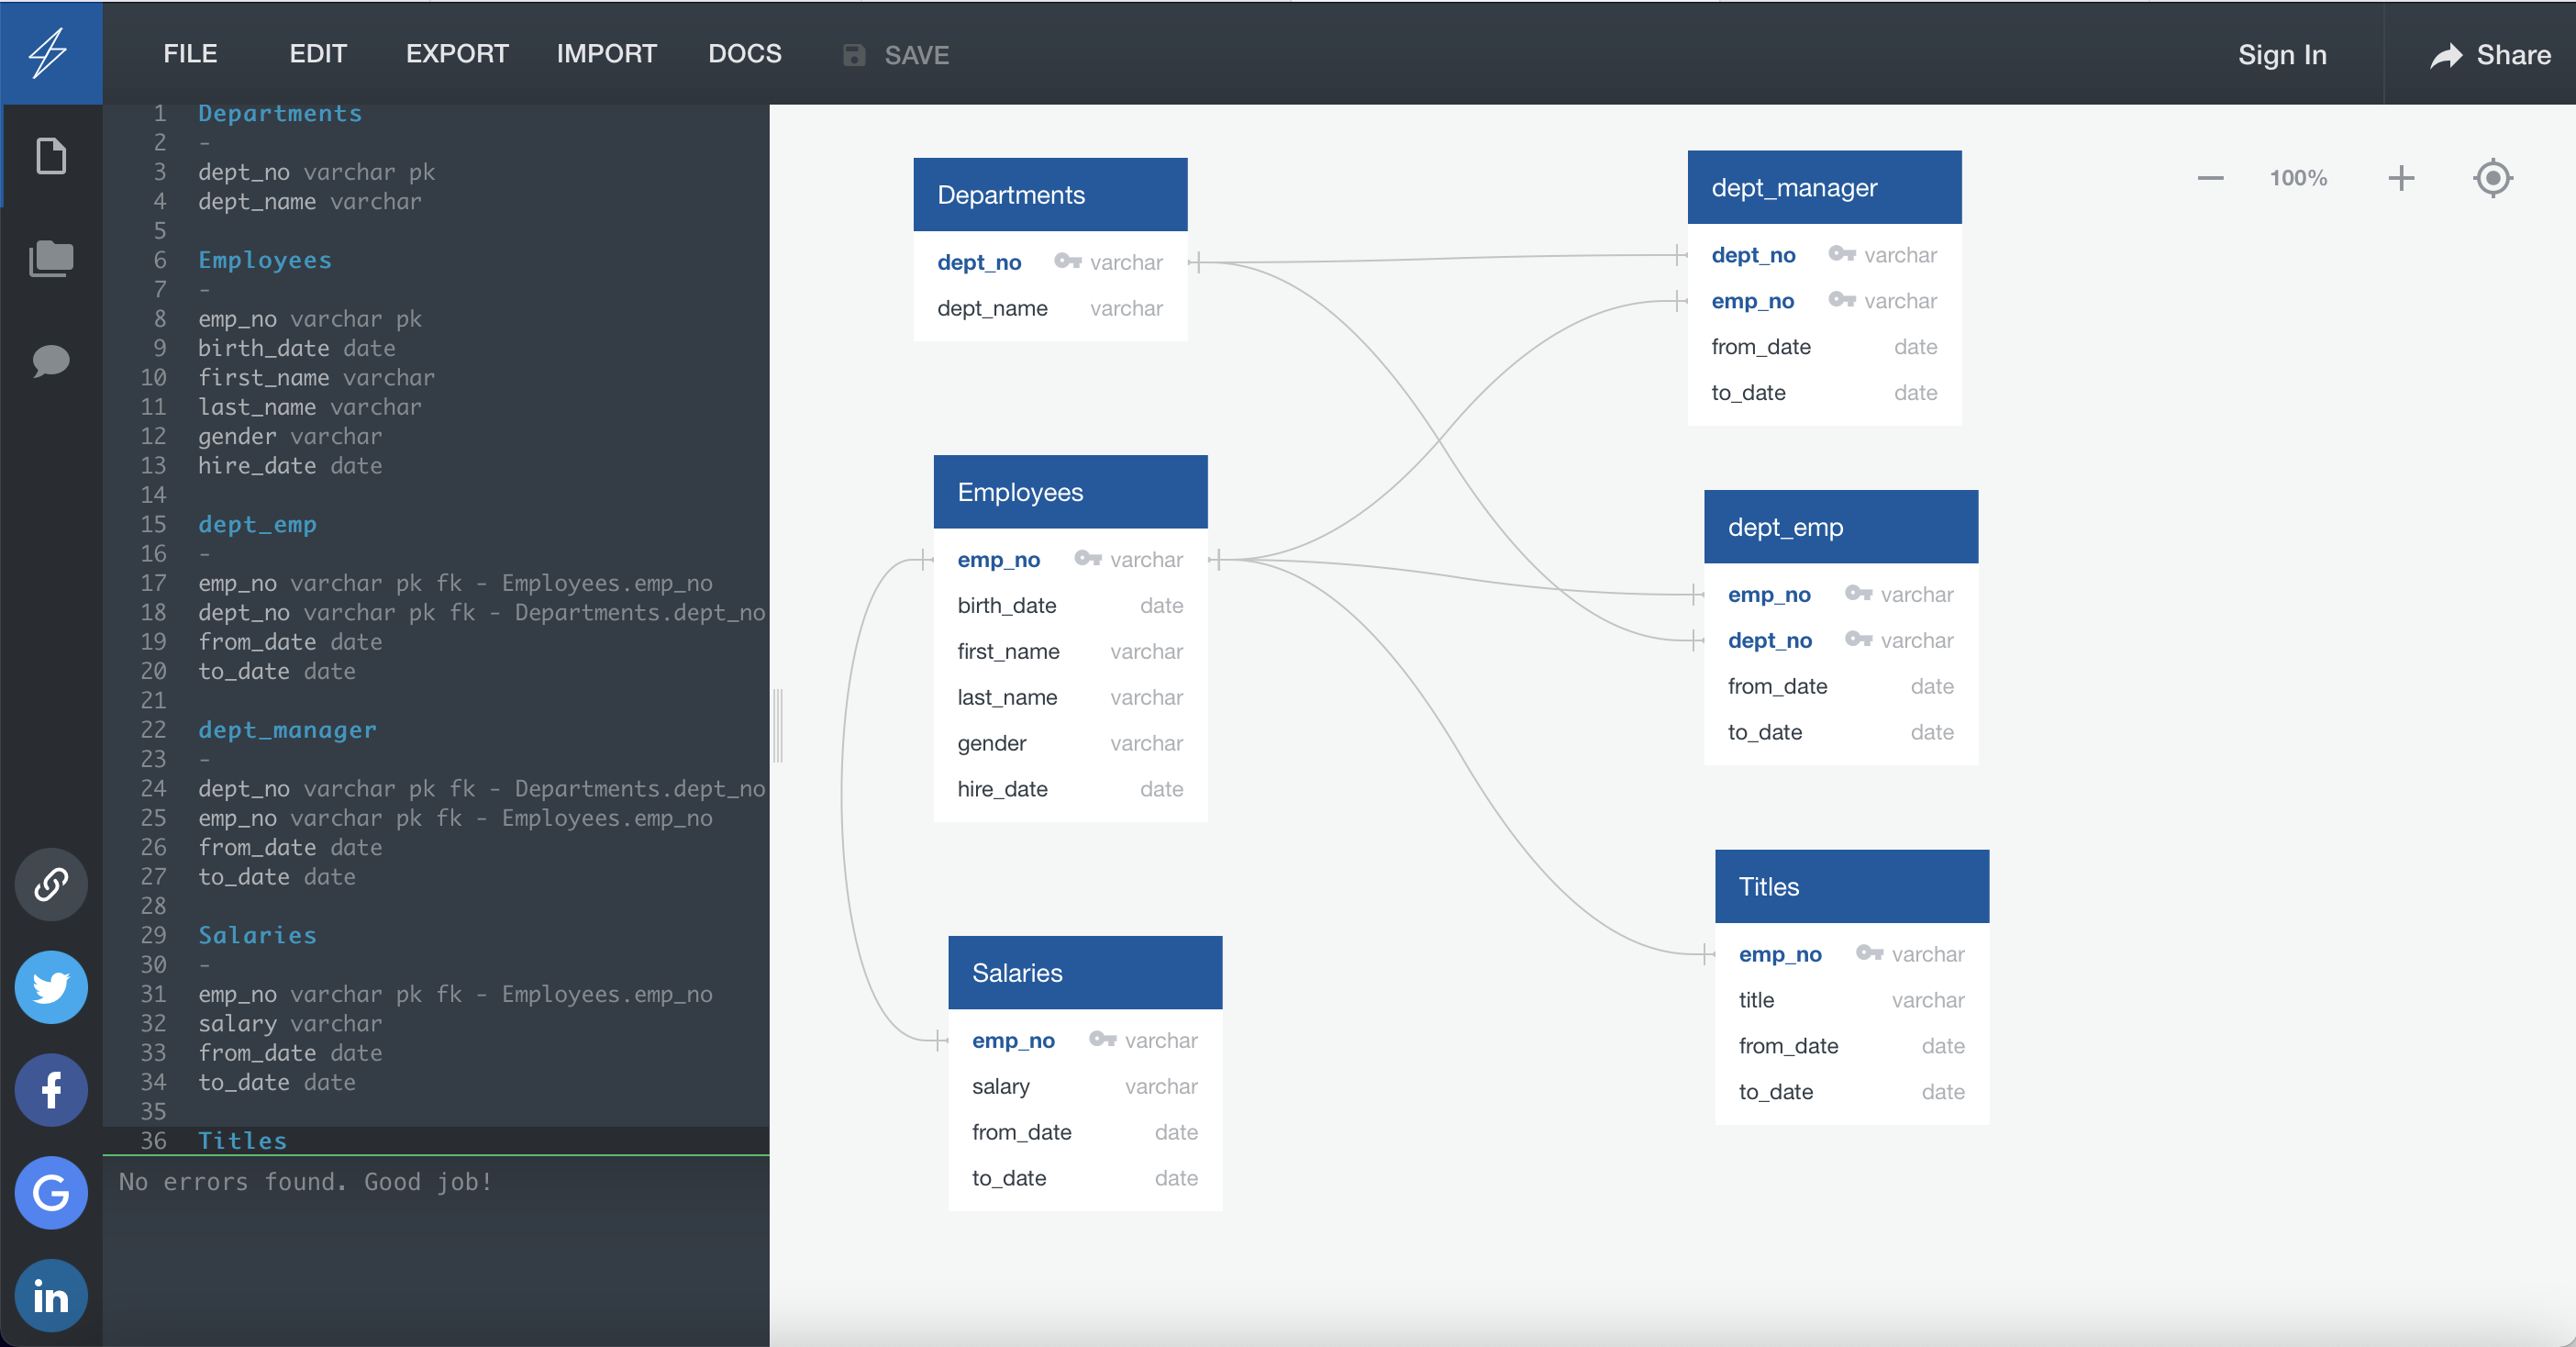 FILE EDIT EXPORT IMPORT DOCS SAVE Sign In Share
1 Departments
2 -
3 dept_no varchar pk
4 dept_name varchar
5
6 Employees
7 -
8 emp_no varchar pk
9 birth_date date
10 first_name varchar
11 last_name varchar
12 gender varchar
13 hire_date date
14
15 dept_emp
16 -
17 emp_no varchar pk fk - Employees.emp_no
18 dept_no varchar pk fk - Departments.dept_no
19 from_date date
20 to_date date
21
22 dept_manager
23 -
24 dept_no varchar pk fk - Departments.dept_no
25 emp_no varchar pk fk - Employees.emp_no
26 from_date date
27 to_date date
28
29 Salaries
30 -
31 emp_no varchar pk fk - Employees.emp_no
32 salary varchar
33 from_date date
34 to_date date
35
36 Titles
No errors found. Good job!
f
G
in
Departments
dept_no varchar
dept_name varchar
Employees
emp_no varchar
birth_date date
first_name varchar
last_name varchar
gender varchar
hire_date date
Salaries
emp_no varchar
salary varchar
from_date date
to_date date
dept_manager
dept_no varchar
emp_no varchar
from_date date
to_date date
dept_emp
emp_no varchar
dept_no varchar
from_date date
to_date date
Titles
emp_no varchar
title varchar
from_date date
to_date date
100%